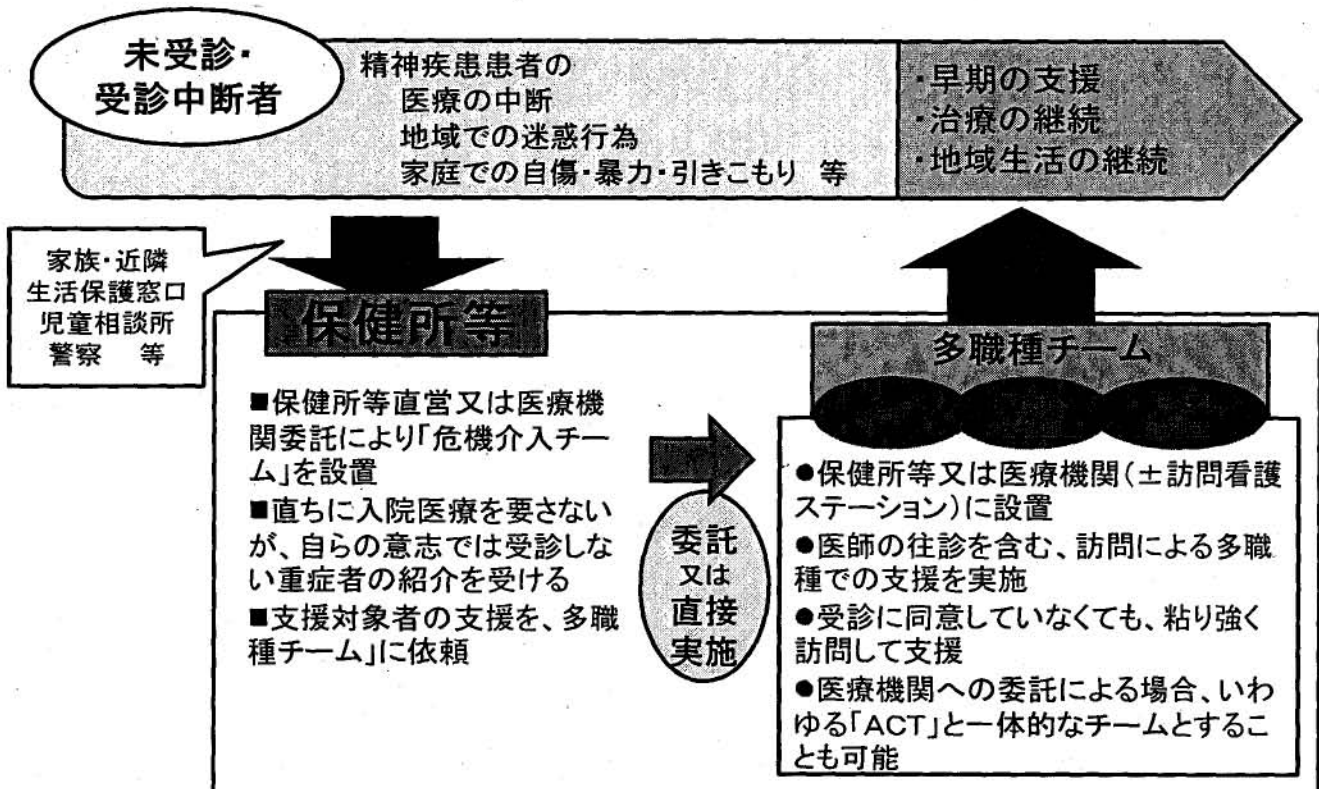 未受診・
受診中断者
精神疾患患者の
医療の中断
地域での迷惑行為
家庭での自傷・暴力・引きこもり 等
・早期の支援
・治療の継続
・地域生活の継続
家族・近隣
生活保護窓口
児童相談所
警察 等
保健所等
■保健所等直営又は医療機
関委託により「危機介入チー
ム」を設置
■直ちに入院医療を要さない
が、自らの意志では受診しな
い重症者の紹介を受ける
■支援対象者の支援を、多職
種チーム」に依頼
委託
又は
直接
実施
多職種チーム
●保健所等又は医療機関(±訪問看護
ステーション)に設置
●医師の往診を含む、訪問による多職
種での支援を実施
●受診に同意していなくても、粘り強く
訪問して支援
●医療機関への委託による場合、いわ
ゆる「ACT」と一体的なチームとするこ
とも可能